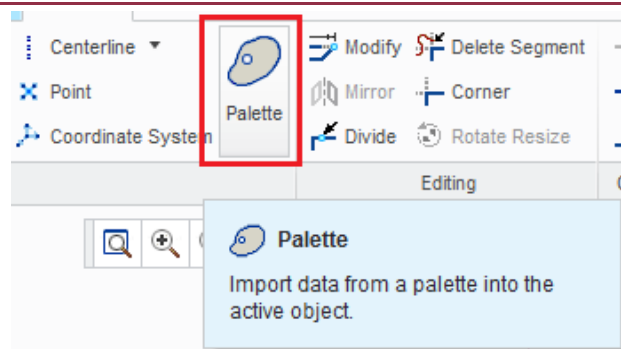 Centerline
Point
Coordinate System
Palette
Modify
Delete Segment
Mirror
Corner
Divide
Rotate Resize
Editing
Palette
Import data from a palette into the
active object.